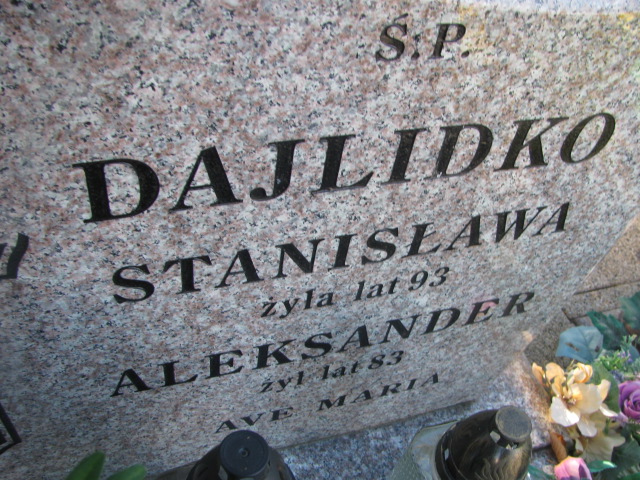 Ś.P.
DAJLIDKO
STANISŁAWA
żyła lat 93
ALEKSANDER
żył lat 83
AVE MARIA